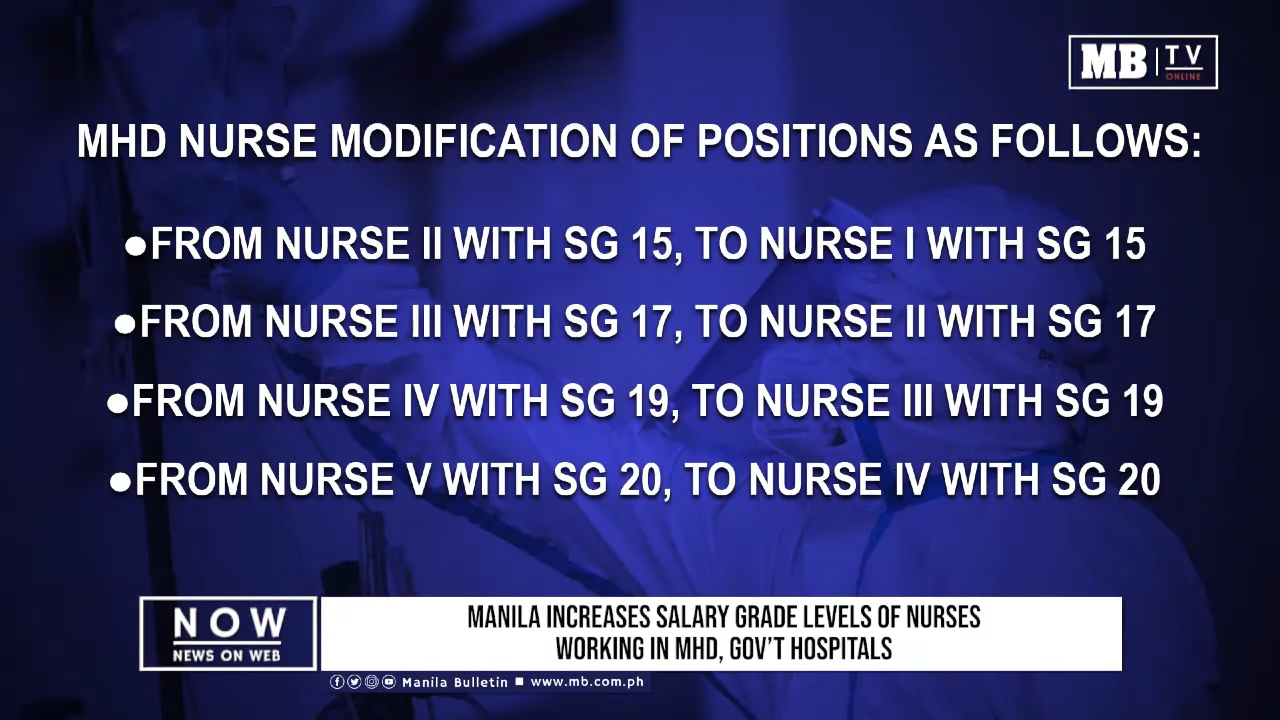 MB TV
ONLINE
MHD NURSE MODIFICATION OF POSITIONS AS FOLLOWS:
●FROM NURSE II WITH SG 15, TO NURSE I WITH SG 15
●FROM NURSE III WITH SG 17, TO NURSE II WITH SG 17
●FROM NURSE IV WITH SG 19, TO NURSE III WITH SG 19
●FROM NURSE V WITH SG 20, TO NURSE IV WITH SG 20
NOW
NEWS ON WEB
MANILA INCREASES SALARY GRADE LEVELS OF NURSES
WORKING IN MHD, GOV'T HOSPITALS
Manila Bulletin ■ www.mb.com.ph